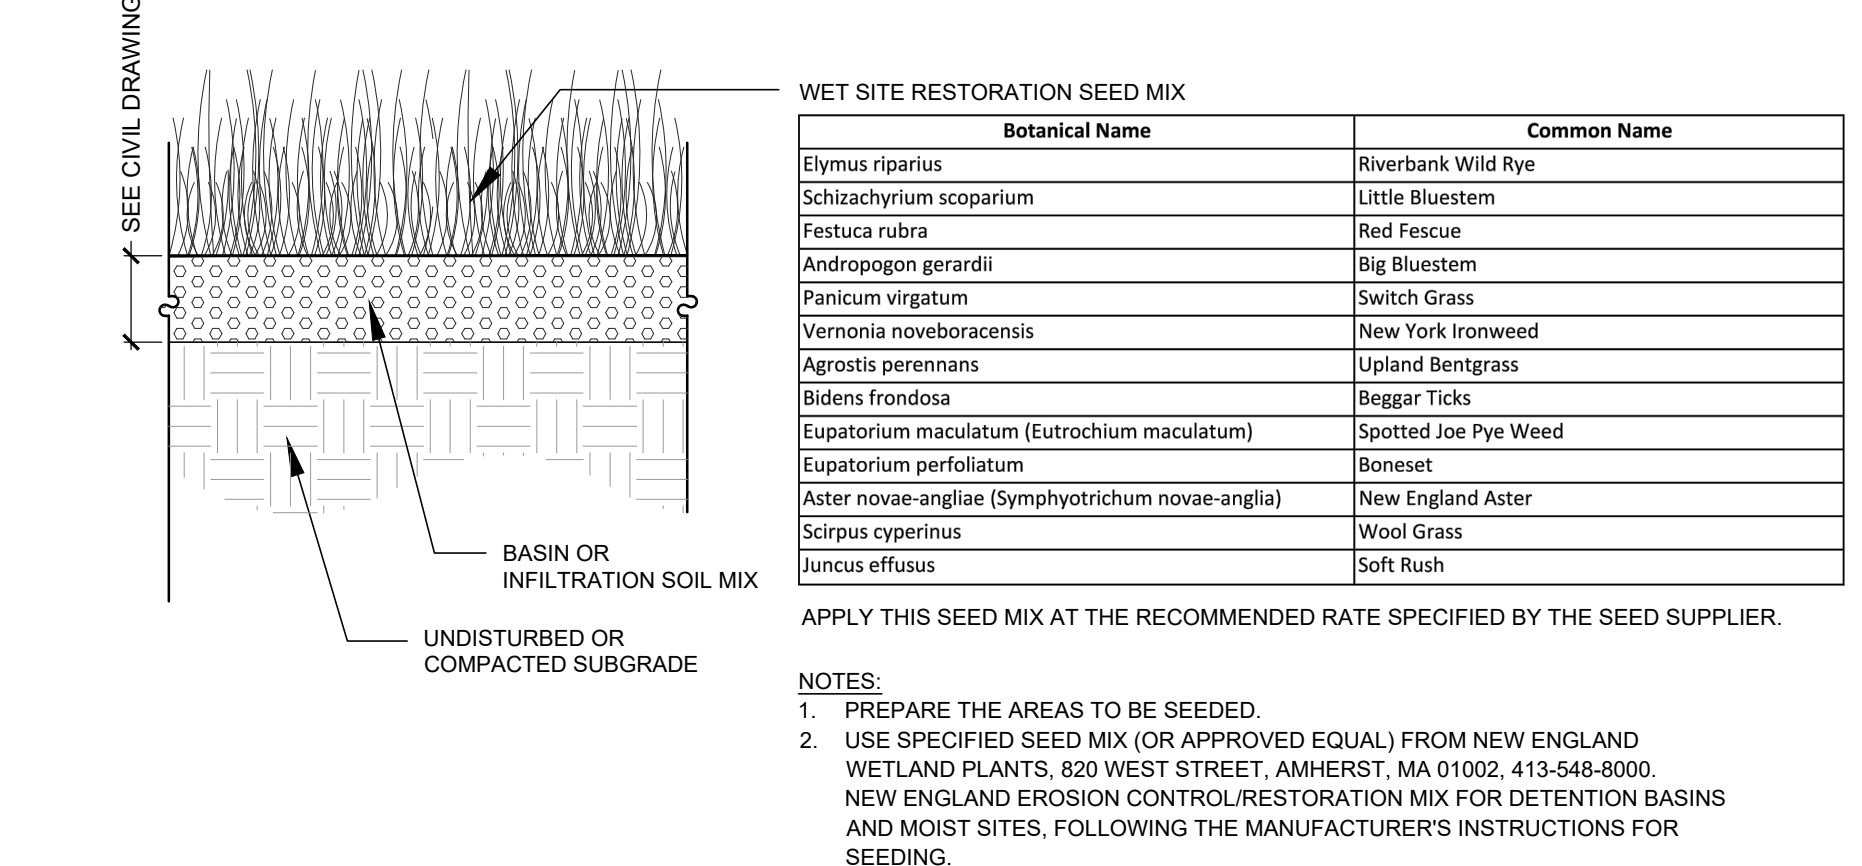 SEE CIVIL DRAWING
WET SITE RESTORATION SEED MIX
Botanical Name Common Name
Elymus riparius Riverbank Wild Rye
Schizachyrium scoparium Little Bluestem
Festuca rubra Red Fescue
Andropogon gerardii Big Bluestem
Panicum virgatum Switch Grass
Vernonia noveboracensis New York Ironweed
Agrostis perennans Upland Bentgrass
Bidens frondosa Beggar Ticks
Eupatorium maculatum (Eutrochium maculatum) Spotted Joe Pye Weed
Eupatorium perfoliatum Boneset
Aster novae-angliae (Symphyotrichum novae-anglia) New England Aster
Scirpus cyperinus Wool Grass
Juncus effusus Soft Rush
BASIN OR
INFILTRATION SOIL MIX
UNDISTURBED OR
COMPACTED SUBGRADE
APPLY THIS SEED MIX AT THE RECOMMENDED RATE SPECIFIED BY THE SEED SUPPLIER.
NOTES:
1. PREPARE THE AREAS TO BE SEEDED.
2. USE SPECIFIED SEED MIX (OR APPROVED EQUAL) FROM NEW ENGLAND
WETLAND PLANTS, 820 WEST STREET, AMHERST, MA 01002, 413-548-8000.
NEW ENGLAND EROSION CONTROL/RESTORATION MIX FOR DETENTION BASINS
AND MOIST SITES, FOLLOWING THE MANUFACTURER'S INSTRUCTIONS FOR
SEEDING.